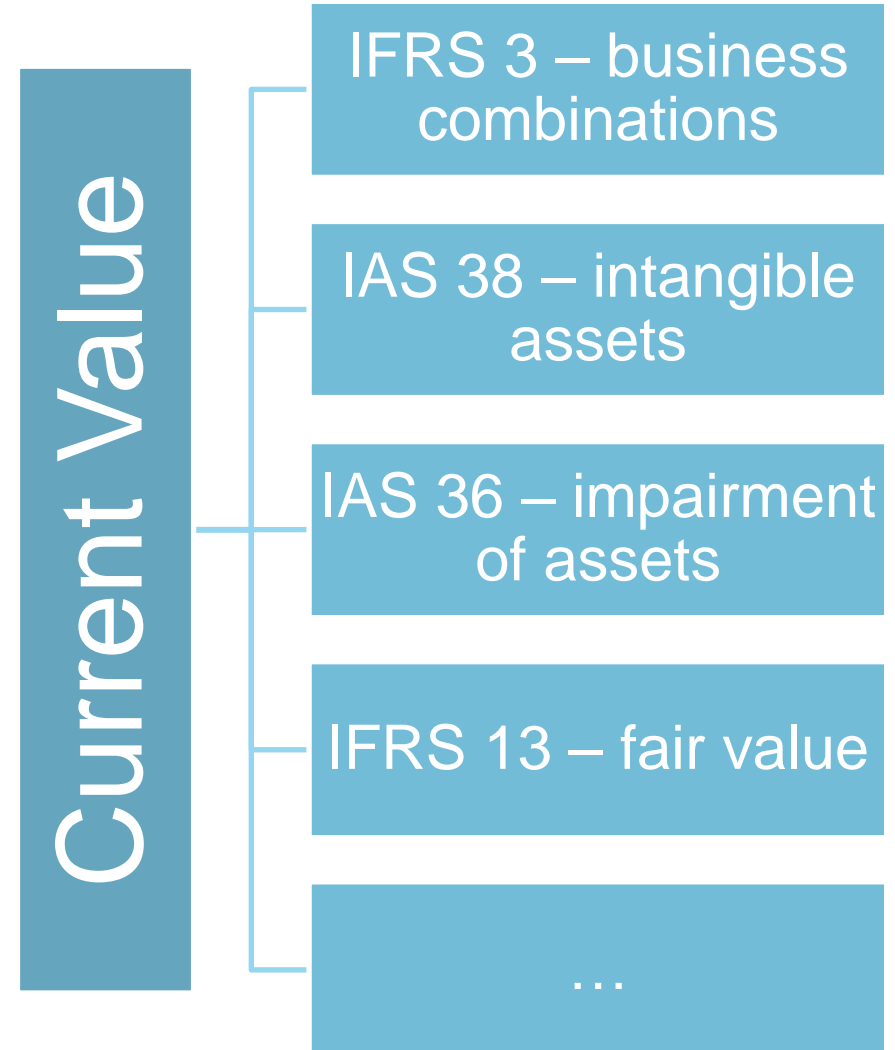 Current Value
IFRS 3 – business
combinations
IAS 38 – intangible
assets
IAS 36 – impairment
of assets
IFRS 13 – fair value
…